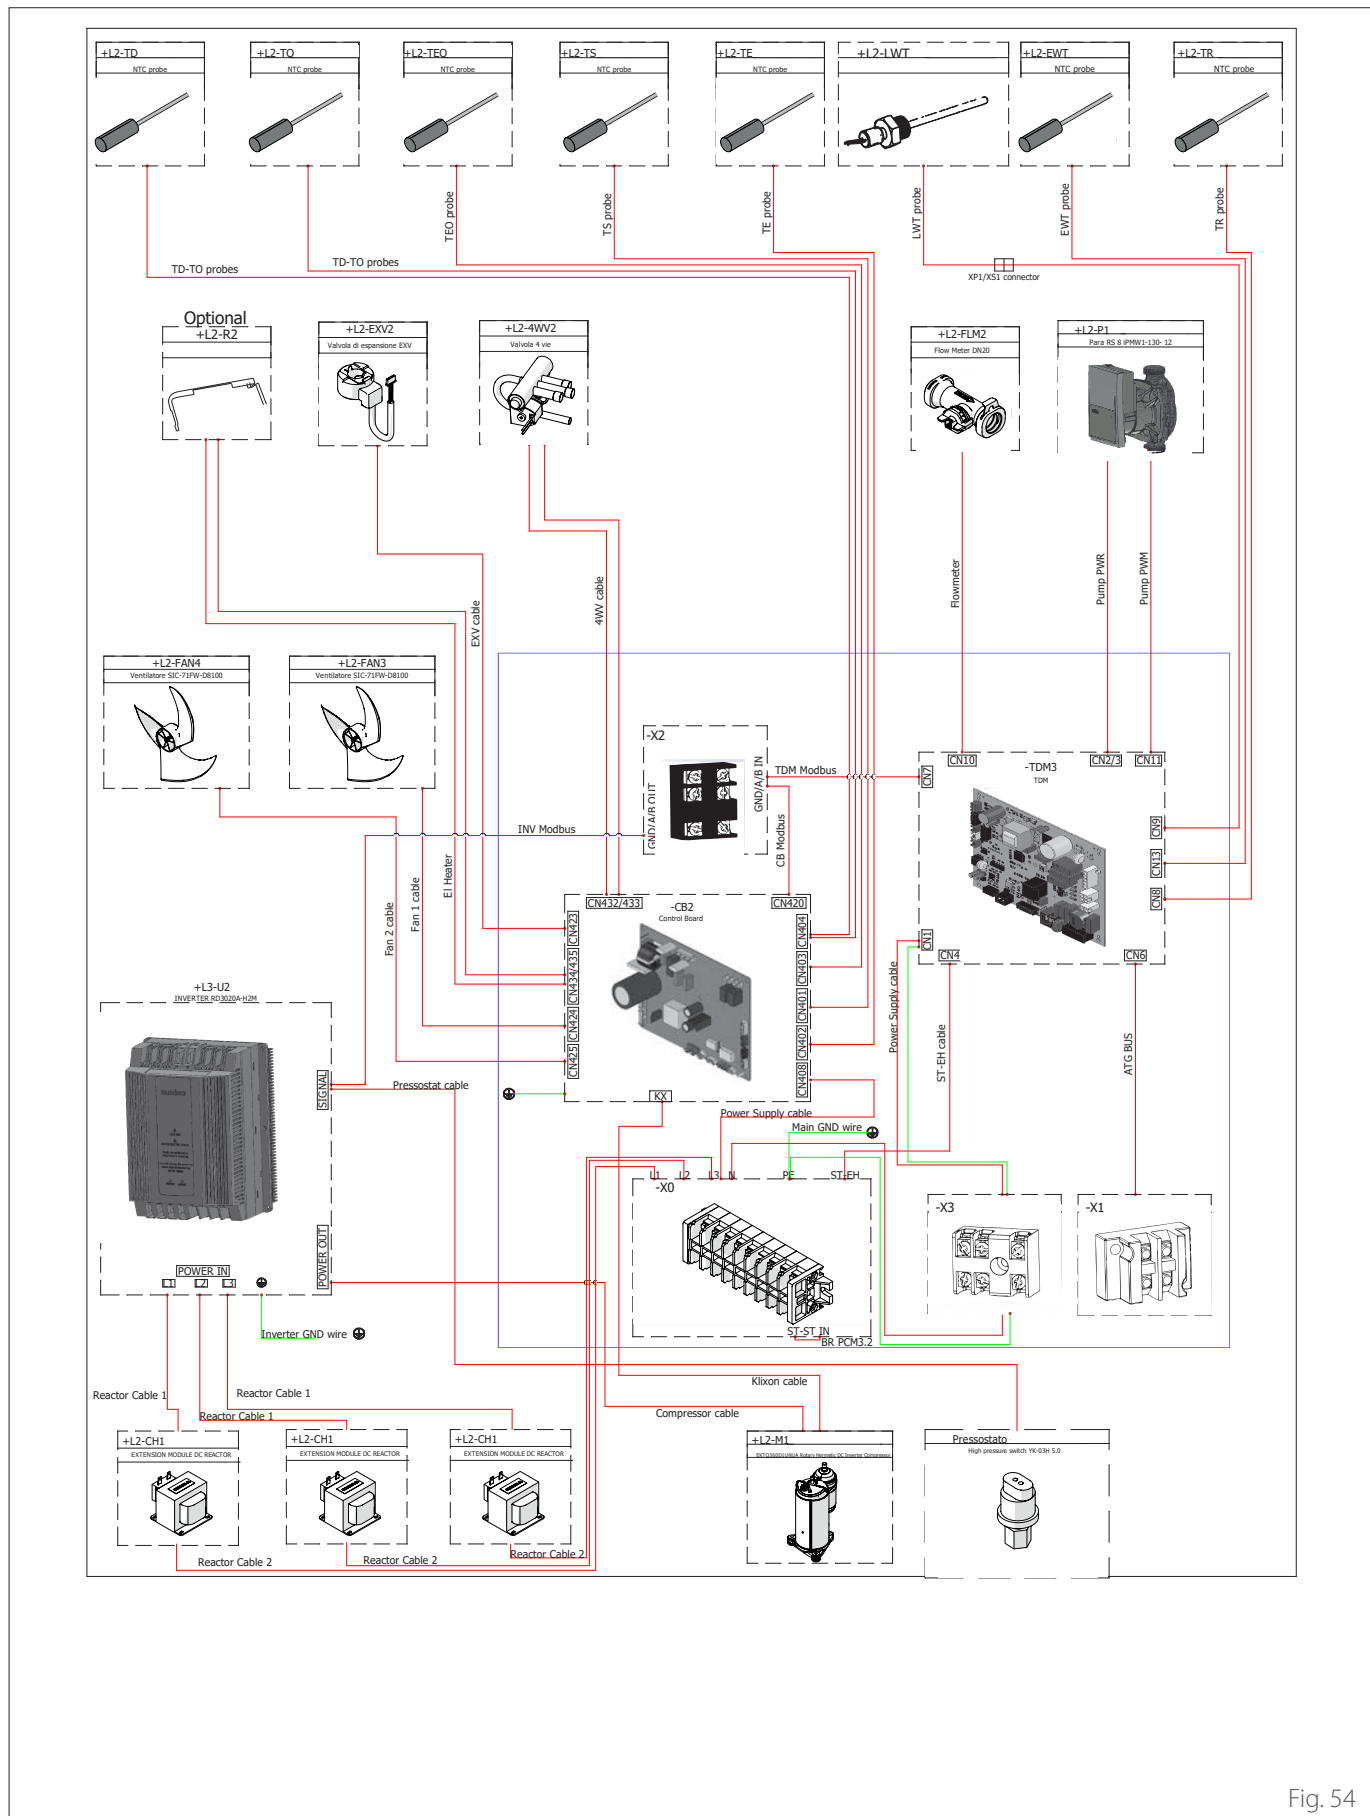 +L2-TD
NTC probe
+L2-TO
NTC probe
+L2-TEO
NTC probe
+L2-TS
NTC probe
+L2-TE
NTC probe
+L2-LWT
+L2-EWT
NTC probe
+L2-TR
NTC probe
TEO probe
TS probe
TE probe
LWT probe
EWT probe
TR probe
TD-TO probes
TD-TO probes
XP1/XS1 connector
Optional
+L2-R2
+L2-EXV2
Valvola di espansione EXV
+L2-4WV2
Valvola 4 vie
+L2-FLM2
Flow Meter DN20
+L2-P1
Para RS 8 iPMW1-130- 12
EXV cable
4WV cable
Flowmeter
Pump PWR
Pump PWM
+L2-FAN4
Ventilatore SIC-71FW-D8100
+L2-FAN3
Ventilatore SIC-71FW-D8100
-X2
GND/A/B OUT
GND/A/B IN
TDM Modbus
INV Modbus
CB Modbus
CN7
CN10
CN2/3
CN11
-TDM3
TDM
CN9
CN13
CN8
CN1
CN4
CN6
EI Heater
Fan 1 cable
Fan 2 cable
CN432/433
-CB2
Control Board
CN420
CN423
CN434/435
CN424
CN425
CN404
CN403
CN401
CN402
CN408
KX
Power Supply cable
ST-EH cable
ATG BUS
+L3-U2
INVERTER RD3020A-H2M
SIGNAL
Pressostat cable
Power Supply cable
Main GND wire
L1
L2
L3
N
PE
ST-EH
-X0
-X3
-X1
POWER OUT
POWER IN
L1
L2
L3
Inverter GND wire
ST-ST IN
BR PCM3.2
Reactor Cable 1
Reactor Cable 1
Reactor Cable 1
Klixon cable
Compressor cable
+L2-CH1
EXTENSION MODULE DC REACTOR
+L2-CH1
EXTENSION MODULE DC REACTOR
+L2-CH1
EXTENSION MODULE DC REACTOR
+L2-M1
Pressostato
High pressure switch YK-03H 5.0
Reactor Cable 2
Reactor Cable 2
Reactor Cable 2
Fig. 54